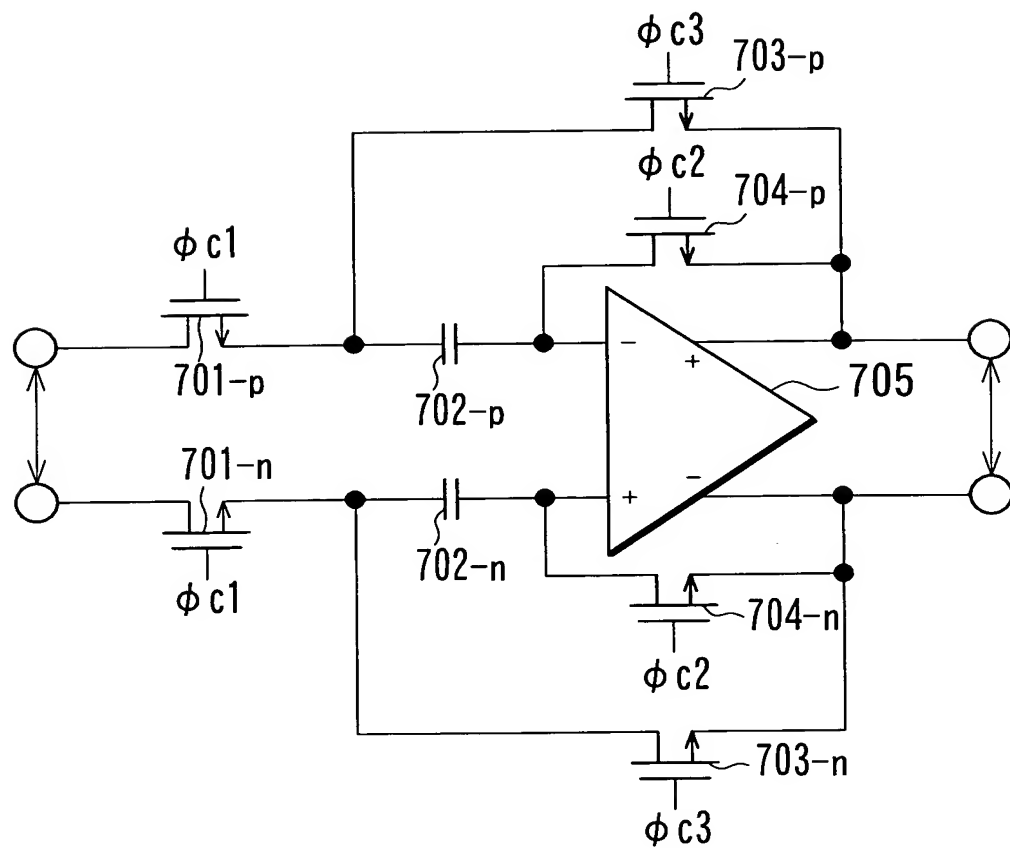 φc3
703-p
φc2
704-p
φc1
701-p
702-p
−
+
705
701-n
φc1
702-n
+
−
704-n
φc2
703-n
φc3